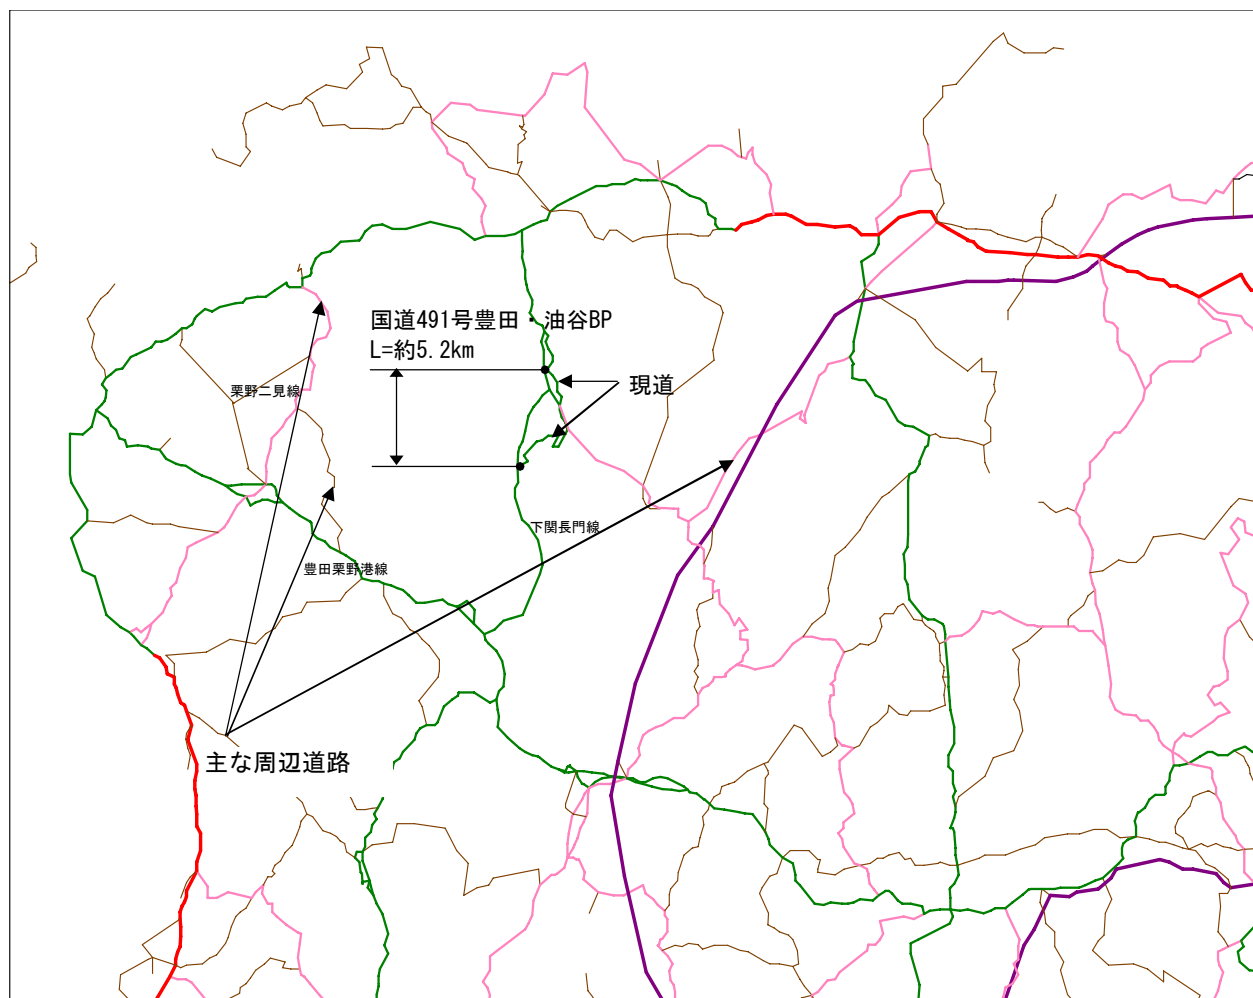 国道491号豊田・油谷BP
L=約5.2km
現道
栗野二見線
下関長門線
豊田栗野港線
主な周辺道路